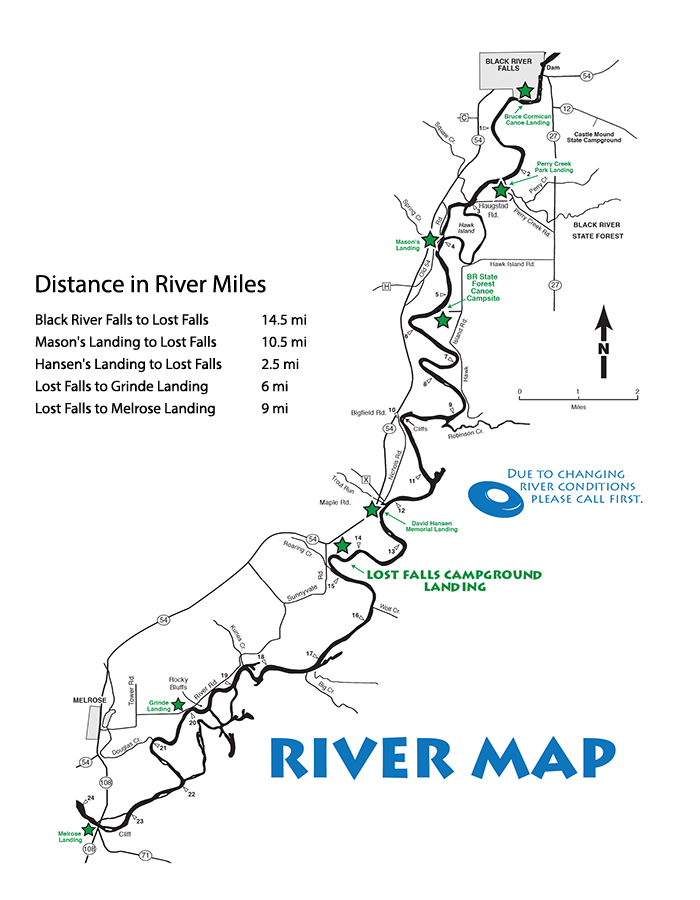 BLACK RIVER
FALLS
Dam
54
Bruce Cormican
Canoe Landing
12
C
1
Squaw Cr.
54
27
Castle Mound
State Campground
Perry Creek
Park Landing
2
Perry Cr.
Spring Cr.
Rd.
3
Haugstad
Rd.
Perry Creek Rd.
Hawk
Island
BLACK RIVER
STATE FOREST
Mason's
Landing
4
Old 54
Hawk Island Rd.
H
BR State
Forest
Canoe
Campsite
5
27
Distance in River Miles
Black River Falls to Lost Falls 14.5 mi
Mason's Landing to Lost Falls 10.5 mi
Hansen's Landing to Lost Falls 2.5 mi
Lost Falls to Grinde Landing 6 mi
Lost Falls to Melrose Landing 9 mi
6
Island Rd.
N
7
Hawk
8
0 1 2
Miles
Bigfield Rd.
10
9
54
Cliffs
Robinson Cr.
Nichols Rd.
11
X
Trout Run
Due to changing
river conditions
please call first.
Maple Rd.
12
David Hansen
Memorial Landing
54
14
13
Roaring Cr.
Lost Falls Campground
Landing
Rd.
15
Sunnyvale
Wolf Cr.
16
54
Kunes Cr.
17
18
Rocky
Bluffs
19
River Rd.
Big Cr.
Tower Rd.
MELROSE
Grinde
Landing
20
River Map
Douglas Cr.
21
54
108
22
24
23
Cliff
Melrose
Landing
108
71